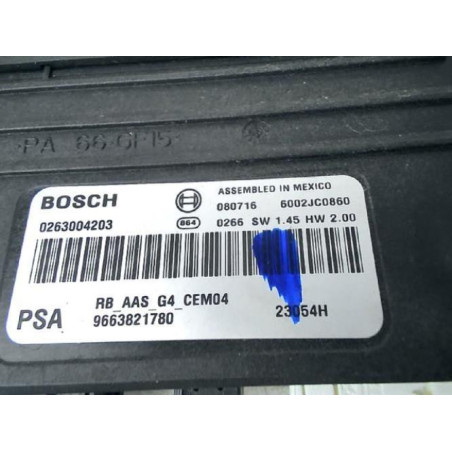 PA 66-GF15
BOSCH
ASSEMBLED IN MEXICO
080716 6002JC0860
0263004203
864
0266 SW 1.45 HW 2.00
RB_AAS_G4_CEM04
PSA
9663821780
23054H